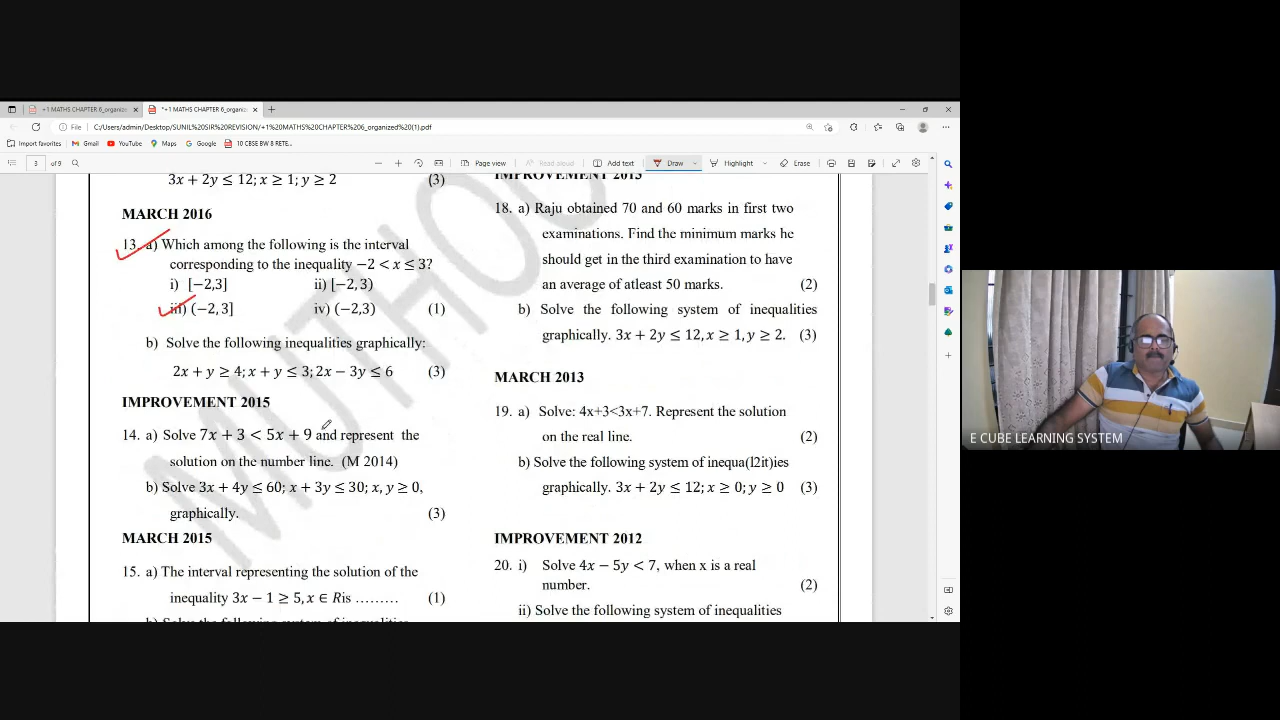 +1 MATHS CHAPTER 6_organize
*+1 MATHS CHAPTER 6_organiz
File
C:/Users/admin/Desktop/SUNIL%20SIR%20REVISION/+1%20MATHS%20CHAPTER%206_organized%20(1).pdf
Import favorites
Gmail
YouTube
Maps
Google
10 CBSE BW 8 RETE...
3
of 9
Page view
Read aloud
Add text
Draw
Highlight
Erase
3x + 2y ≤ 12; x ≥ 1; y ≥ 2 (3)
MARCH 2016
13. a) Which among the following is the interval
corresponding to the inequality −2 < x ≤ 3?
i) [−2,3] ii) [−2, 3)
iii) (−2, 3] iv) (−2,3) (1)
b) Solve the following inequalities graphically:
2x + y ≥ 4; x + y ≤ 3; 2x − 3y ≤ 6 (3)
IMPROVEMENT 2015
14. a) Solve 7x + 3 < 5x + 9 and represent the
solution on the number line. (M 2014)
b) Solve 3x + 4y ≤ 60; x + 3y ≤ 30; x, y ≥ 0,
graphically. (3)
MARCH 2015
15. a) The interval representing the solution of the
inequality 3x − 1 ≥ 5, x ∈ R is ......... (1)
b) Solve the following system of inequalities
IMPROVEMENT 2013
18. a) Raju obtained 70 and 60 marks in first two
examinations. Find the minimum marks he
should get in the third examination to have
an average of atleast 50 marks. (2)
b) Solve the following system of inequalities
graphically. 3x + 2y ≤ 12, x ≥ 1, y ≥ 2. (3)
MARCH 2013
19. a) Solve: 4x+3<3x+7. Represent the solution
on the real line. (2)
b) Solve the following system of inequa(l2it)ies
graphically. 3x + 2y ≤ 12; x ≥ 0; y ≥ 0 (3)
IMPROVEMENT 2012
20. i) Solve 4x − 5y < 7, when x is a real
number. (2)
ii) Solve the following system of inequalities
E CUBE LEARNING SYSTEM